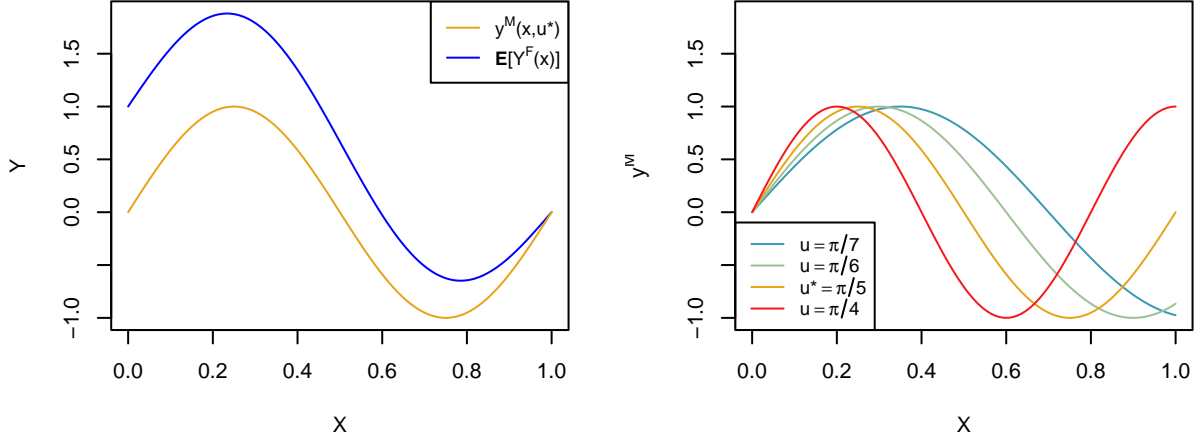 y^M(x,u*)
E[Y^F(x)]
Y
1.5
1.0
0.5
0.0
−1.0
0.0 0.2 0.4 0.6 0.8 1.0
X
y^M
1.5
1.0
0.5
0.0
−1.0
u = π/7
u = π/6
u* = π/5
u = π/4
0.0 0.2 0.4 0.6 0.8 1.0
X